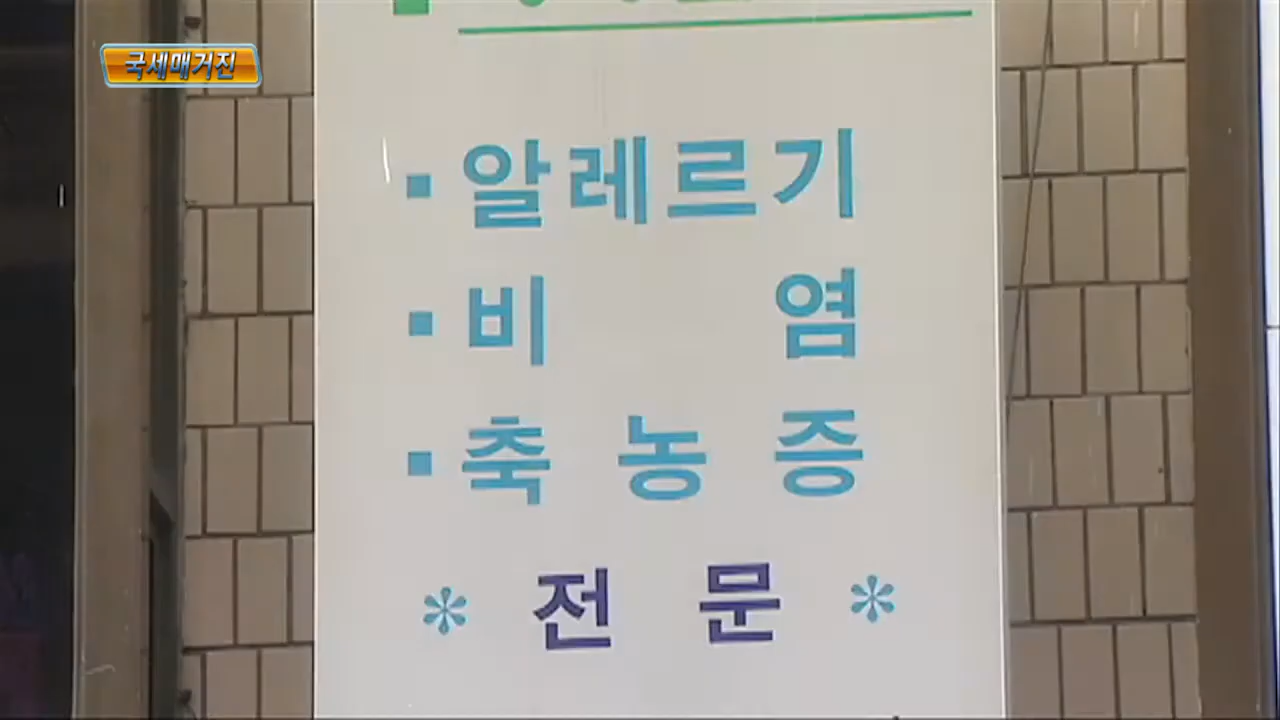 국세매거진
▪ 알레르기
▪ 비 염
▪ 축 농 증
✻ 전 문 ✻